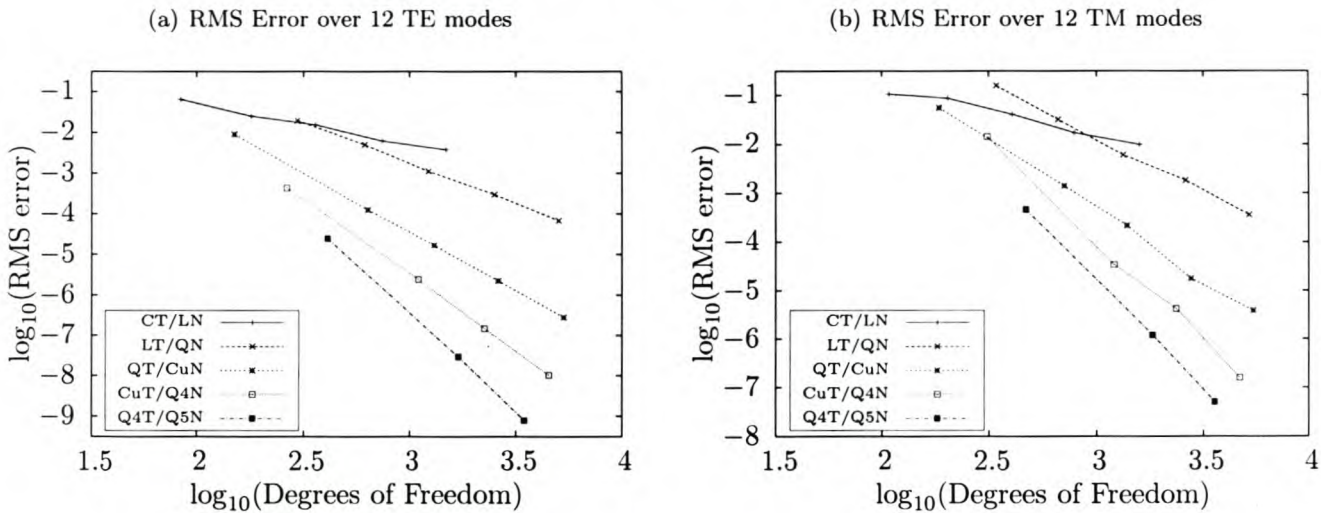 (a) RMS Error over 12 TE modes
log10(RMS error)
−1
−2
−3
−4
−5
−6
−7
−8
−9
CT/LN
LT/QN
QT/CuN
CuT/Q4N
Q4T/Q5N
1.5 2 2.5 3 3.5 4
log10(Degrees of Freedom)
(b) RMS Error over 12 TM modes
log10(RMS error)
−1
−2
−3
−4
−5
−6
−7
−8
CT/LN
LT/QN
QT/CuN
CuT/Q4N
Q4T/Q5N
1.5 2 2.5 3 3.5 4
log10(Degrees of Freedom)